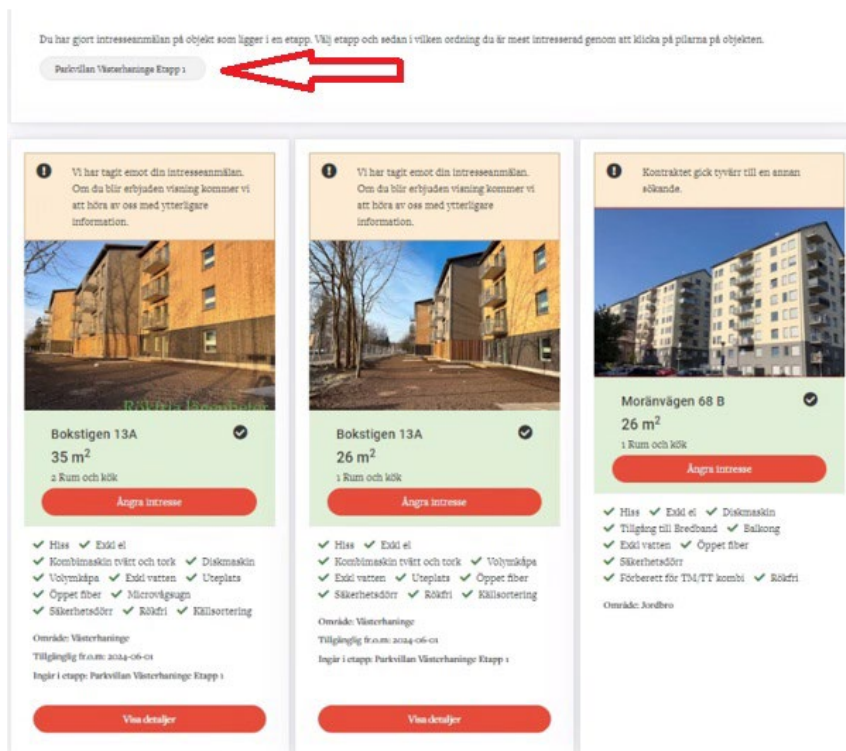 Du har gjort intresseanmälan på objekt som ligger i en etapp. Välj etapp och sedan i vilken ordning du är mest intresserad genom att klicka på pilarna på objekten.
Parkvillan Västerhaninge Etapp 1
Vi har tagit emot din intresseanmälan.
Om du blir erbjuden visning kommer vi
att höra av oss med ytterligare
information.
Rökfria lägenheter
Bokstigen 13A
35 m²
2 Rum och kök
Ångra intresse
Hiss Exkl el
Kombimaskin tvätt och tork Diskmaskin
Volymkåpa Exkl vatten Uteplats
Öppet fiber Microvågsugn
Säkerhetsdörr Rökfri Källsortering
Område: Västerhaninge
Tillgänglig fr.o.m: 2024-06-01
Ingår i etapp: Parkvillan Västerhaninge Etapp 1
Visa detaljer
Vi har tagit emot din intresseanmälan.
Om du blir erbjuden visning kommer vi
att höra av oss med ytterligare
information.
Bokstigen 13A
26 m²
1 Rum och kök
Ångra intresse
Hiss Exkl el
Kombimaskin tvätt och tork Volymkåpa
Exkl vatten Uteplats Öppet fiber
Säkerhetsdörr Rökfri Källsortering
Område: Västerhaninge
Tillgänglig fr.o.m: 2024-06-01
Ingår i etapp: Parkvillan Västerhaninge Etapp 1
Visa detaljer
Kontraktet gick tyvärr till en annan
sökande.
Moränvägen 68 B
26 m²
1 Rum och kök
Ångra intresse
Hiss Exkl el Diskmaskin
Tillgång till Bredband Balkong
Exkl vatten Öppet fiber
Säkerhetsdörr
Förberett för TM/TT kombi Rökfri
Område: Jordbro